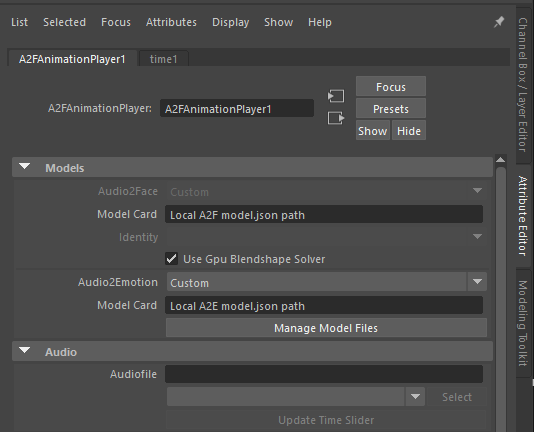 List Selected Focus Attributes Display Show Help
A2FAnimationPlayer1 time1
Focus
A2FAnimationPlayer: A2FAnimationPlayer1
Presets
Show Hide
Models
Audio2Face Custom
Model Card Local A2F model.json path
Identity
Use Gpu Blendshape Solver
Audio2Emotion Custom
Model Card Local A2E model.json path
Manage Model Files
Audio
Audiofile
Select
Update Time Slider
Channel Box / Layer Editor
Attribute Editor
Modeling Toolkit